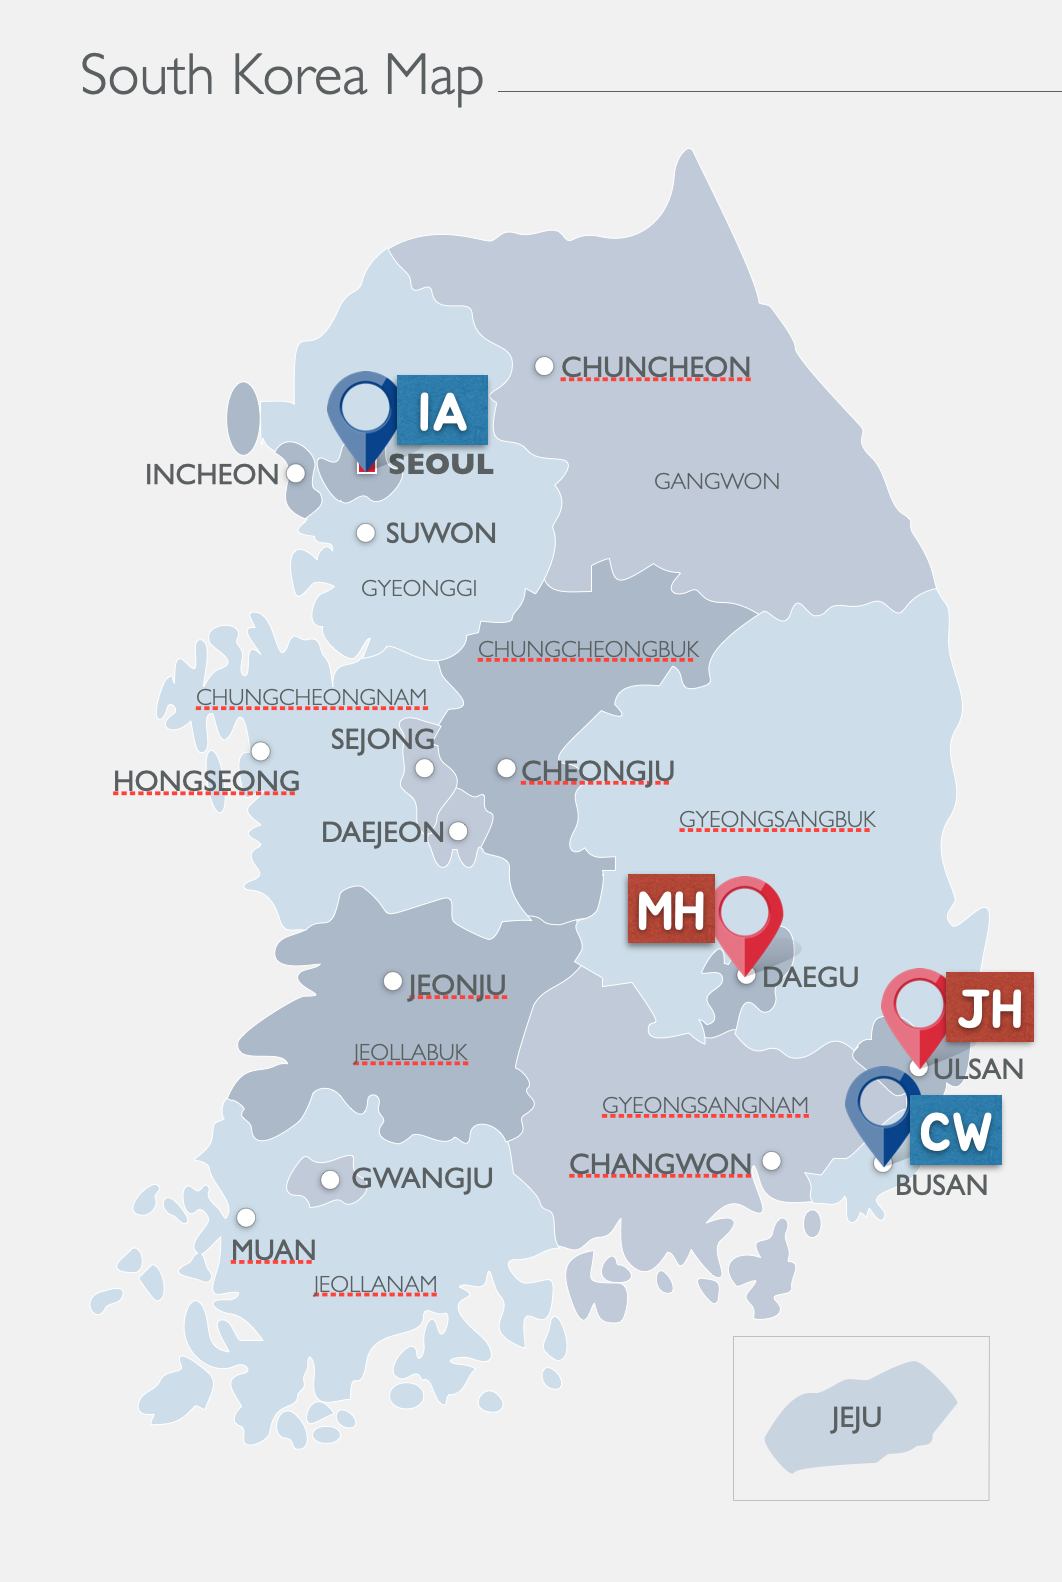 South Korea Map
CHUNCHEON
IA
SEOUL
INCHEON
GANGWON
SUWON
GYEONGGI
CHUNGCHEONGBUK
CHUNGCHEONGNAM
SEJONG
HONGSEONG
CHEONGJU
GYEONGSANGBUK
DAEJEON
MH
DAEGU
JEONJU
JH
JEOLLABUK
ULSAN
GYEONGSANGNAM
CW
CHANGWON
GWANGJU
BUSAN
MUAN
JEOLLANAM
JEJU